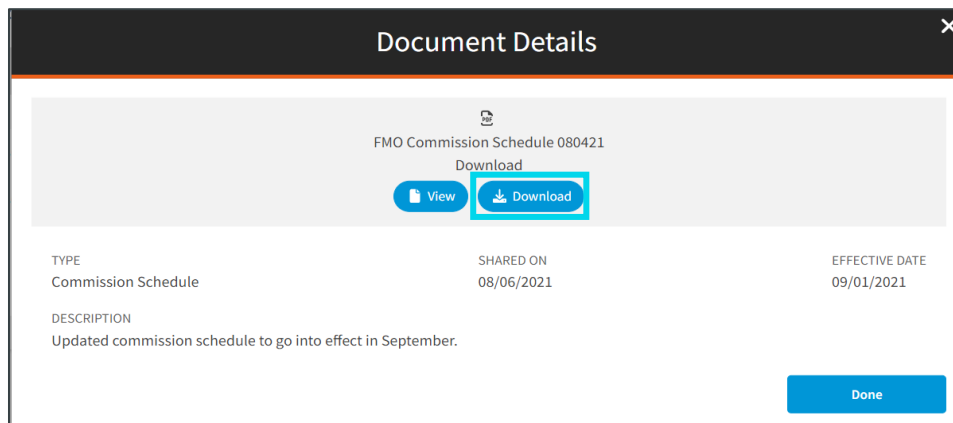 Document Details
PDF
FMO Commission Schedule 080421
Download
View Download
TYPE SHARED ON EFFECTIVE DATE
Commission Schedule 08/06/2021 09/01/2021
DESCRIPTION
Updated commission schedule to go into effect in September.
Done